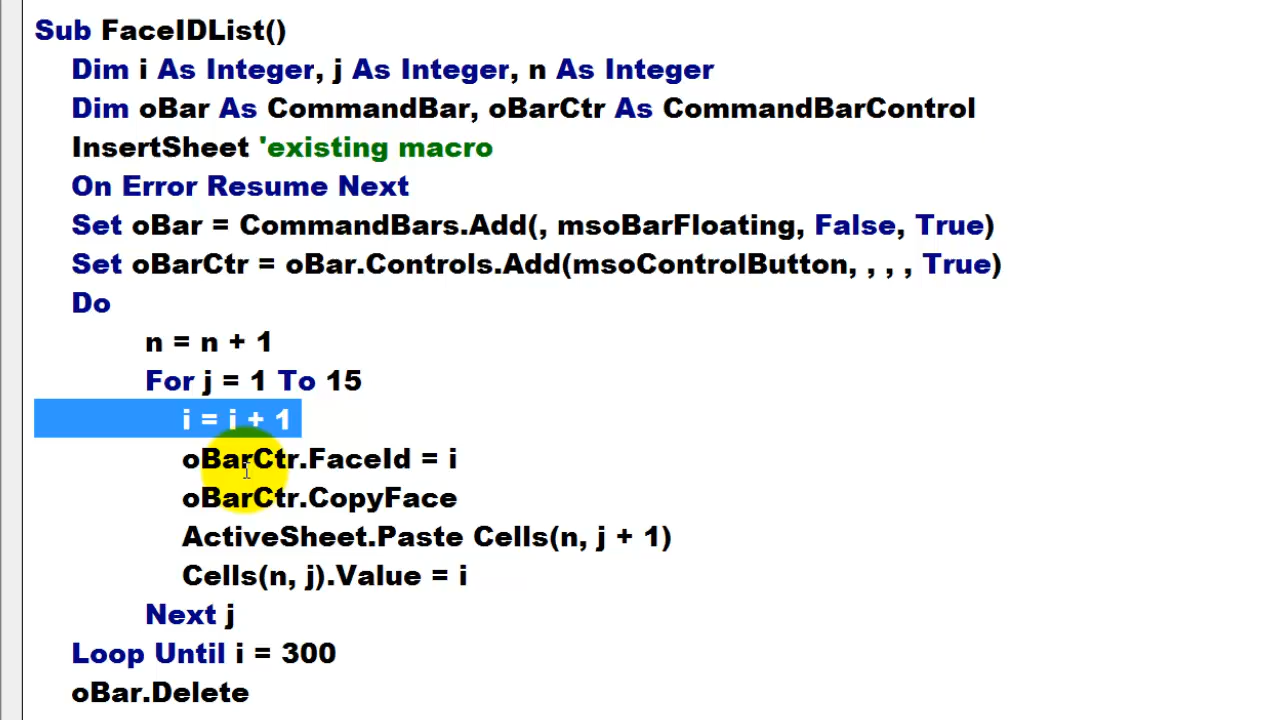 Sub FaceIDList()
Dim i As Integer, j As Integer, n As Integer
Dim oBar As CommandBar, oBarCtr As CommandBarControl
InsertSheet 'existing macro
On Error Resume Next
Set oBar = CommandBars.Add(, msoBarFloating, False, True)
Set oBarCtr = oBar.Controls.Add(msoControlButton, , , , True)
Do
n = n + 1
For j = 1 To 15
i = i + 1
oBarCtr.FaceId = i
oBarCtr.CopyFace
ActiveSheet.Paste Cells(n, j + 1)
Cells(n, j).Value = i
Next j
Loop Until i = 300
oBar.Delete